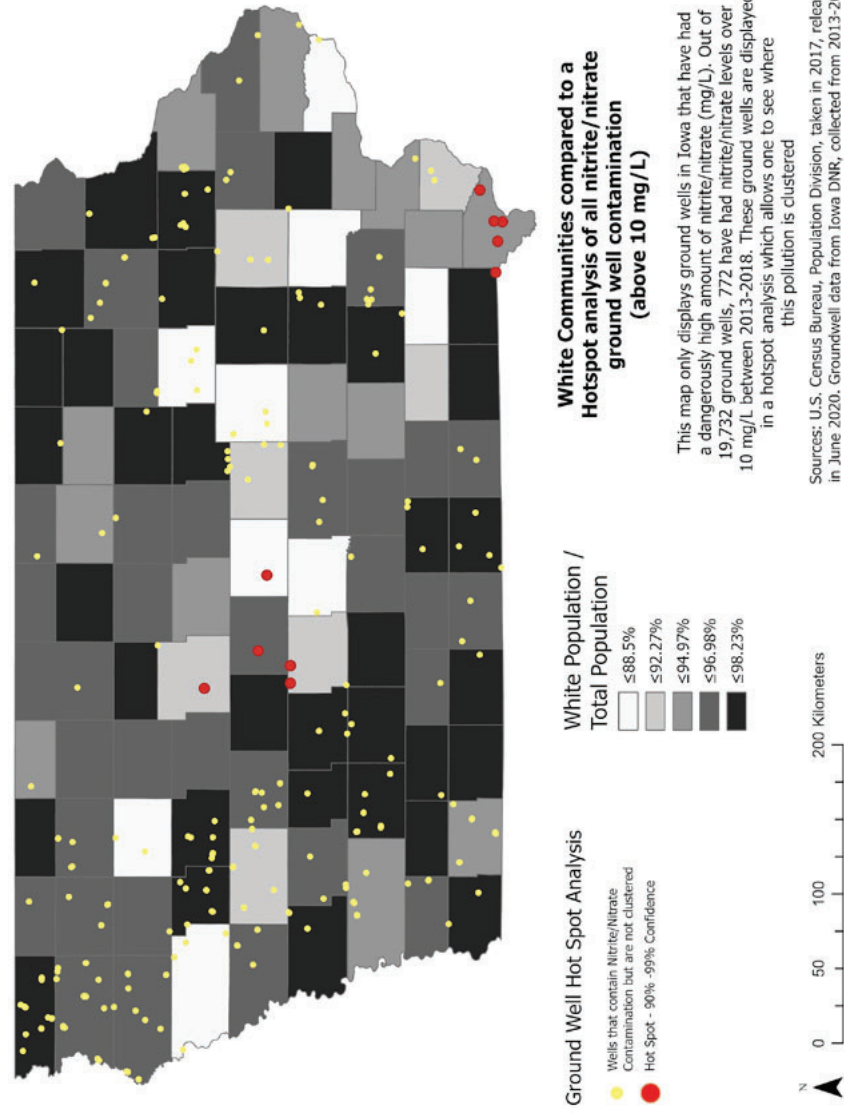 White Communities compared to a
Hotspot analysis of all nitrite/nitrate
ground well contamination
(above 10 mg/L)
This map only displays ground wells in Iowa that have had
a dangerously high amount of nitrite/nitrate (mg/L). Out of
19,732 ground wells, 772 have had nitrite/nitrate levels over
10 mg/L between 2013-2018. These ground wells are displayed
in a hotspot analysis which allows one to see where
this pollution is clustered
Sources: U.S. Census Bureau, Population Division, taken in 2017,
in June 2020. Groundwell data from Iowa DNR, collected from
White Population /
Total Population
≤88.5%
≤92.27%
≤94.97%
≤96.98%
≤98.23%
Ground Well Hot Spot Analysis
Wells that contain Nitrite/Nitrate
Contamination but are not clustered
Hot Spot - 90% -99% Confidence
N
0 50 100 200 Kilometers